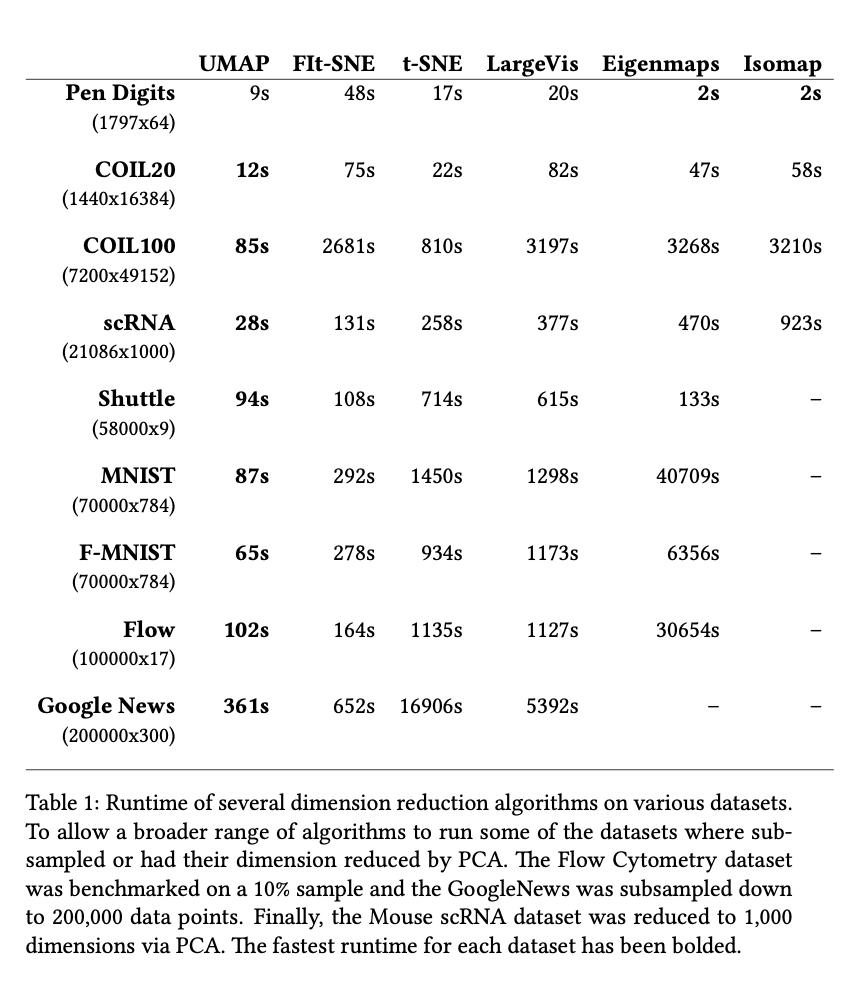 UMAP FIt-SNE t-SNE LargeVis Eigenmaps Isomap
Pen Digits 9s 48s 17s 20s 2s 2s
(1797x64)
COIL20 12s 75s 22s 82s 47s 58s
(1440x16384)
COIL100 85s 2681s 810s 3197s 3268s 3210s
(7200x49152)
scRNA 28s 131s 258s 377s 470s 923s
(21086x1000)
Shuttle 94s 108s 714s 615s 133s –
(58000x9)
MNIST 87s 292s 1450s 1298s 40709s –
(70000x784)
F-MNIST 65s 278s 934s 1173s 6356s –
(70000x784)
Flow 102s 164s 1135s 1127s 30654s –
(100000x17)
Google News 361s 652s 16906s 5392s – –
(200000x300)
Table 1: Runtime of several dimension reduction algorithms on various datasets.
To allow a broader range of algorithms to run some of the datasets where sub-
sampled or had their dimension reduced by PCA. The Flow Cytometry dataset
was benchmarked on a 10% sample and the GoogleNews was subsampled down
to 200,000 data points. Finally, the Mouse scRNA dataset was reduced to 1,000
dimensions via PCA. The fastest runtime for each dataset has been bolded.